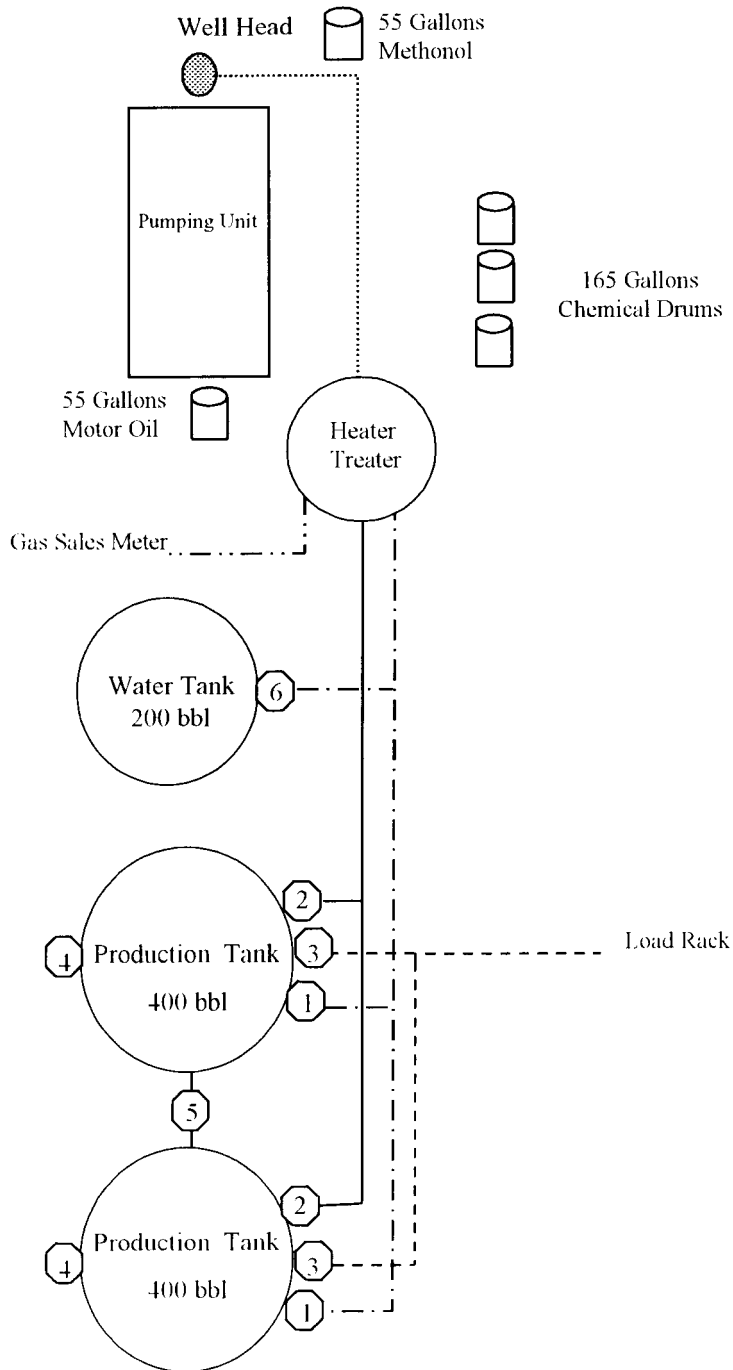 Well Head
55 Gallons
Methonol
Pumping Unit
165 Gallons
Chemical Drums
55 Gallons
Motor Oil
Heater
Treater
Gas Sales Meter
Water Tank
200 bbl
6
2
4
Production Tank
400 bbl
3
1
Load Rack
5
2
4
Production Tank
400 bbl
3
1